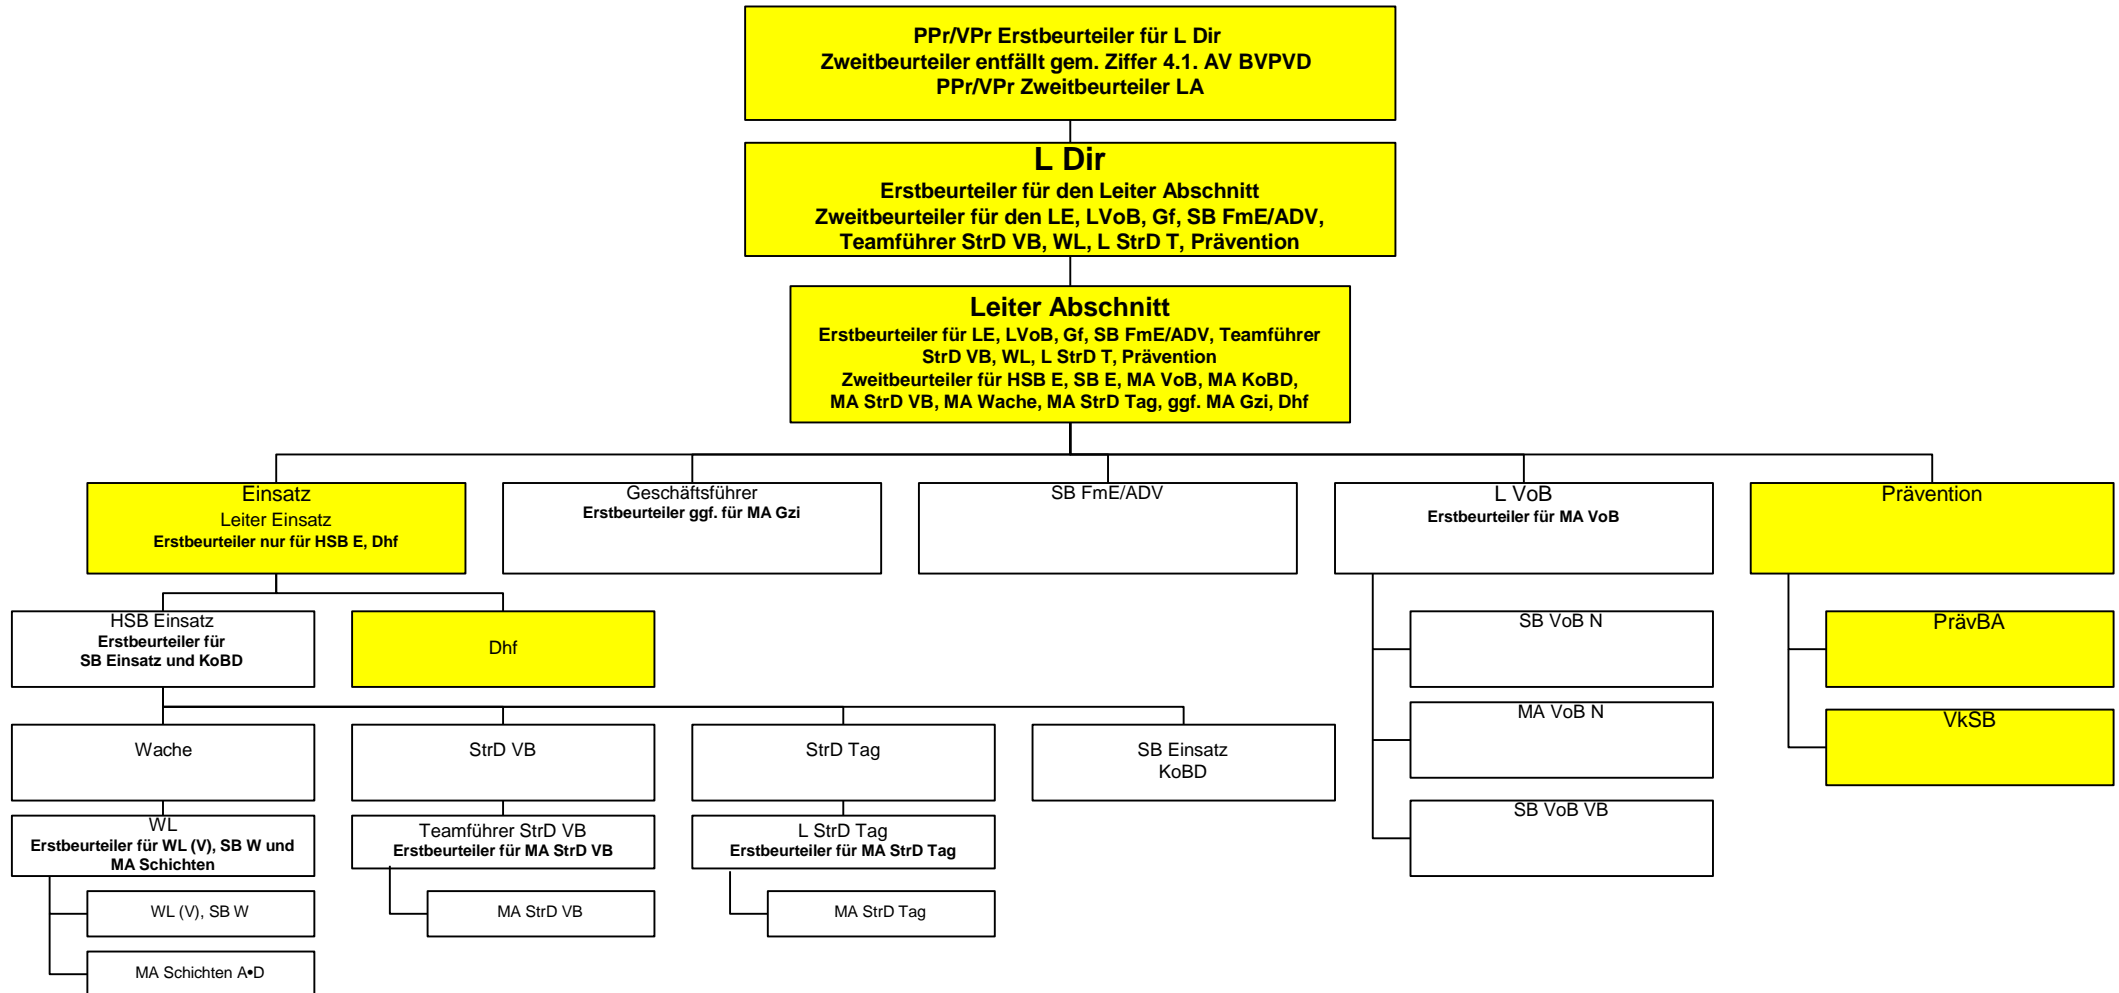 PPr/VPr Erstbeurteiler für L Dir
Zweitbeurteiler entfällt gem. Ziffer 4.1. AV BVPVD
PPr/VPr Zweitbeurteiler LA
L Dir
Erstbeurteiler für den Leiter Abschnitt
Zweitbeurteiler für den LE, LVoB, Gf, SB FmE/ADV,
Teamführer StrD VB, WL, L StrD T, Prävention
Leiter Abschnitt
Erstbeurteiler für LE, LVoB, Gf, SB FmE/ADV, Teamführer
StrD VB, WL, L StrD T, Prävention
Zweitbeurteiler für HSB E, SB E, MA VoB, MA KoBD,
MA StrD VB, MA Wache, MA StrD Tag, ggf. MA Gzi, Dhf
Einsatz
Leiter Einsatz
Erstbeurteiler nur für HSB E, Dhf
Geschäftsführer
Erstbeurteiler ggf. für MA Gzi
SB FmE/ADV
L VoB
Erstbeurteiler für MA VoB
Prävention
HSB Einsatz
Erstbeurteiler für
SB Einsatz und KoBD
Dhf
SB VoB N
PrävBA
MA VoB N
VkSB
SB VoB VB
Wache
StrD VB
StrD Tag
SB Einsatz
KoBD
WL
Erstbeurteiler für WL (V), SB W und
MA Schichten
Teamführer StrD VB
Erstbeurteiler für MA StrD VB
L StrD Tag
Erstbeurteiler für MA StrD Tag
WL (V), SB W
MA StrD VB
MA StrD Tag
MA Schichten A•D